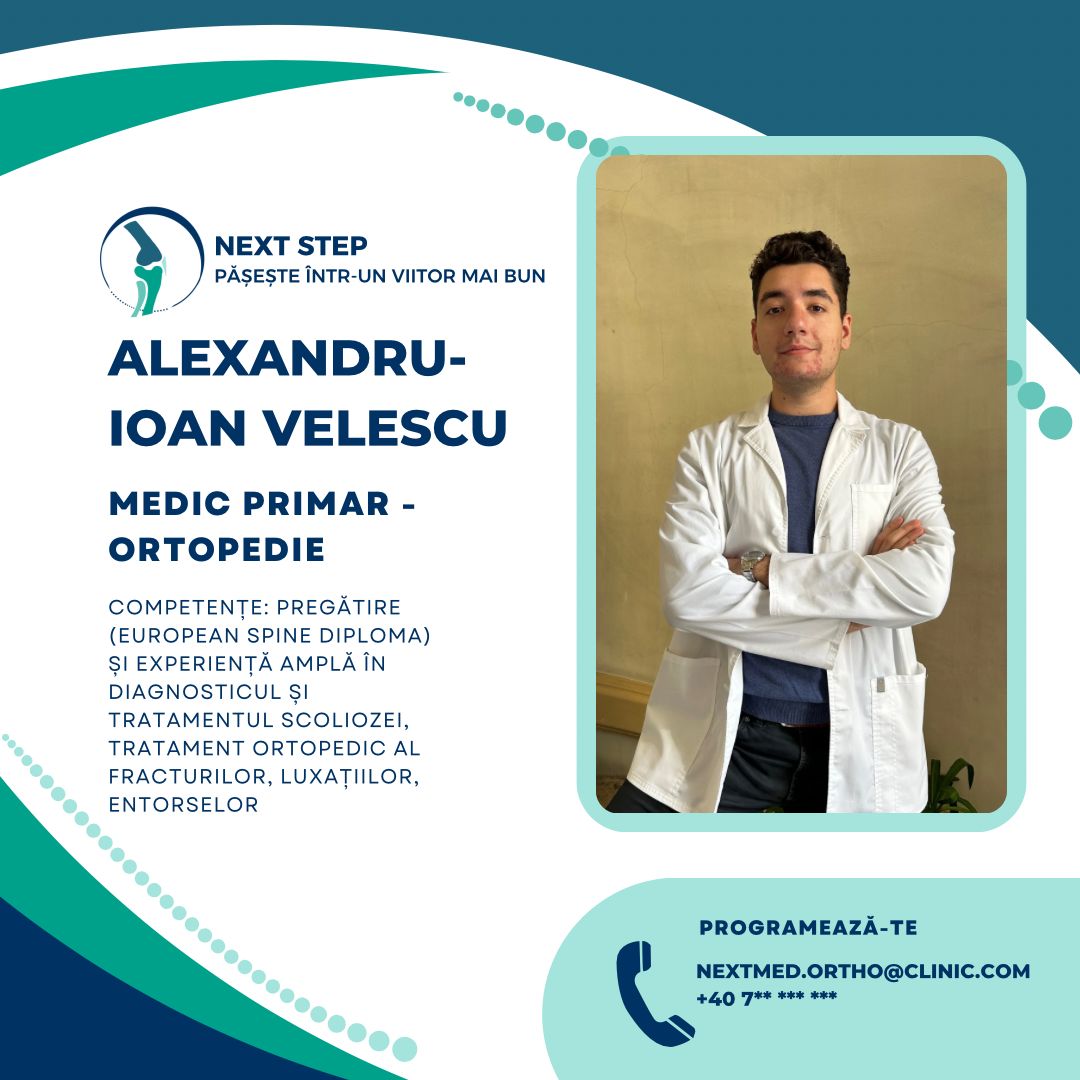 NEXT STEP
PĂȘEȘTE ÎNTR-UN VIITOR MAI BUN
ALEXANDRU-
IOAN VELESCU
MEDIC PRIMAR -
ORTOPEDIE
COMPETENȚE: PREGĂTIRE
(EUROPEAN SPINE DIPLOMA)
ȘI EXPERIENȚĂ AMPLĂ ÎN
DIAGNOSTICUL ȘI
TRATAMENTUL SCOLIOZEI,
TRATAMENT ORTOPEDIC AL
FRACTURILOR, LUXAȚIILOR,
ENTORSELOR
PROGRAMEAZĂ-TE
NEXTMED.ORTHO@CLINIC.COM
+40 7** *** ***